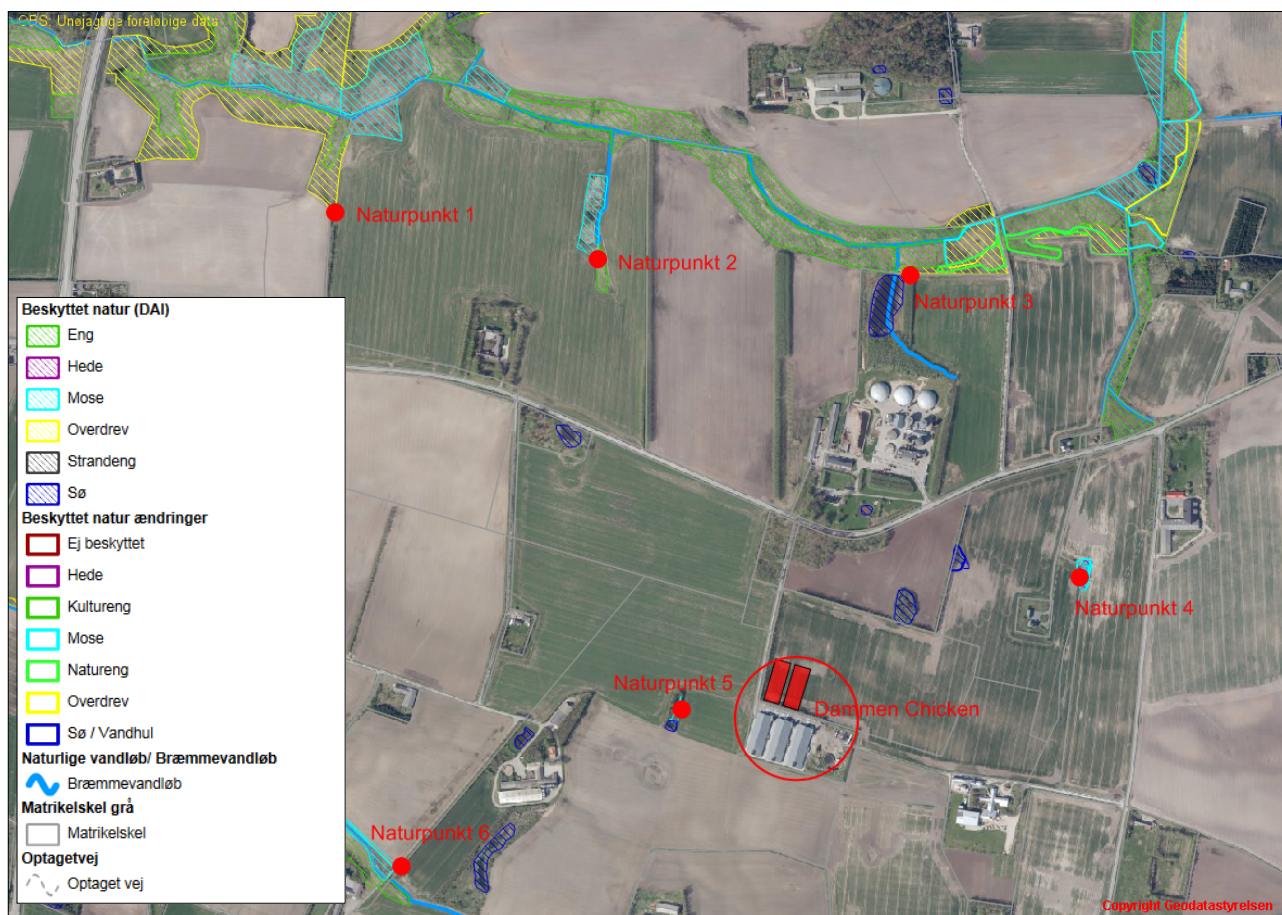 OBS: Unøjagtige foreløbige data
Naturpunkt 1
Naturpunkt 2
Naturpunkt 3
Beskyttet natur (DAI)
Eng
Hede
Mose
Overdrev
Strandeng
Sø
Beskyttet natur ændringer
Ej beskyttet
Hede
Kultureng
Mose
Natureng
Overdrev
Sø / Vandhul
Naturlige vandløb/ Bræmmevandløb
Bræmmevandløb
Matrikelskel grå
Matrikelskel
Optagetvej
Optaget vej
Naturpunkt 4
Naturpunkt 5
Dammen Chicken
Naturpunkt 6
Copyright Geodatastyrelsen